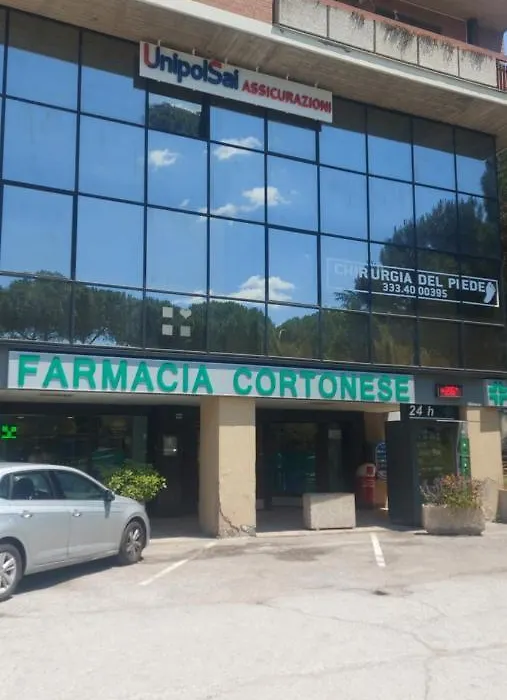 UnipolSai ASSICURAZIONI
CHIRURGIA DEL PIEDE
333.40 00395
FARMACIA CORTONESE
24 h